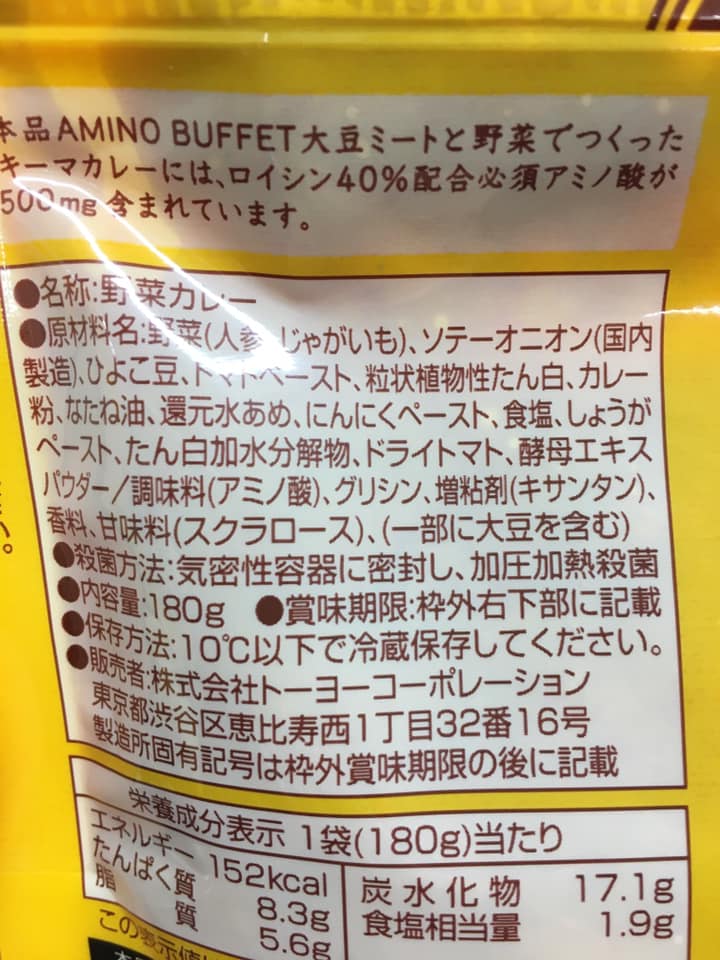 本品AMINO BUFFET大豆ミートと野菜でつくった
キーマカレーには、ロイシン40%配合必須アミノ酸が
500mg 含まれています。
●名称:野菜カレー
●原材料名:野菜(人参、じゃがいも)、ソテーオニオン(国内
製造)、ひよこ豆、トマトペースト、粒状植物性たん白、カレー
粉、なたね油、還元水あめ、にんにくペースト、食塩、しょうが
ペースト、たん白加水分解物、ドライトマト、酵母エキス
パウダー/調味料(アミノ酸)、グリシン、増粘剤(キサンタン)、
香料、甘味料(スクラロース)、(一部に大豆を含む)
●殺菌方法:気密性容器に密封し、加圧加熱殺菌
●内容量:180g ●賞味期限:枠外右下部に記載
●保存方法:10℃以下で冷蔵保存してください。
●販売者:株式会社トーヨーコーポレーション
東京都渋谷区恵比寿西1丁目32番16号
製造所固有記号は枠外賞味期限の後に記載
栄養成分表示 1袋(180g)当たり
エネルギー 152kcal
たんぱく質 8.3g
脂質 5.6g
炭水化物 17.1g
食塩相当量 1.9g
この表示値は